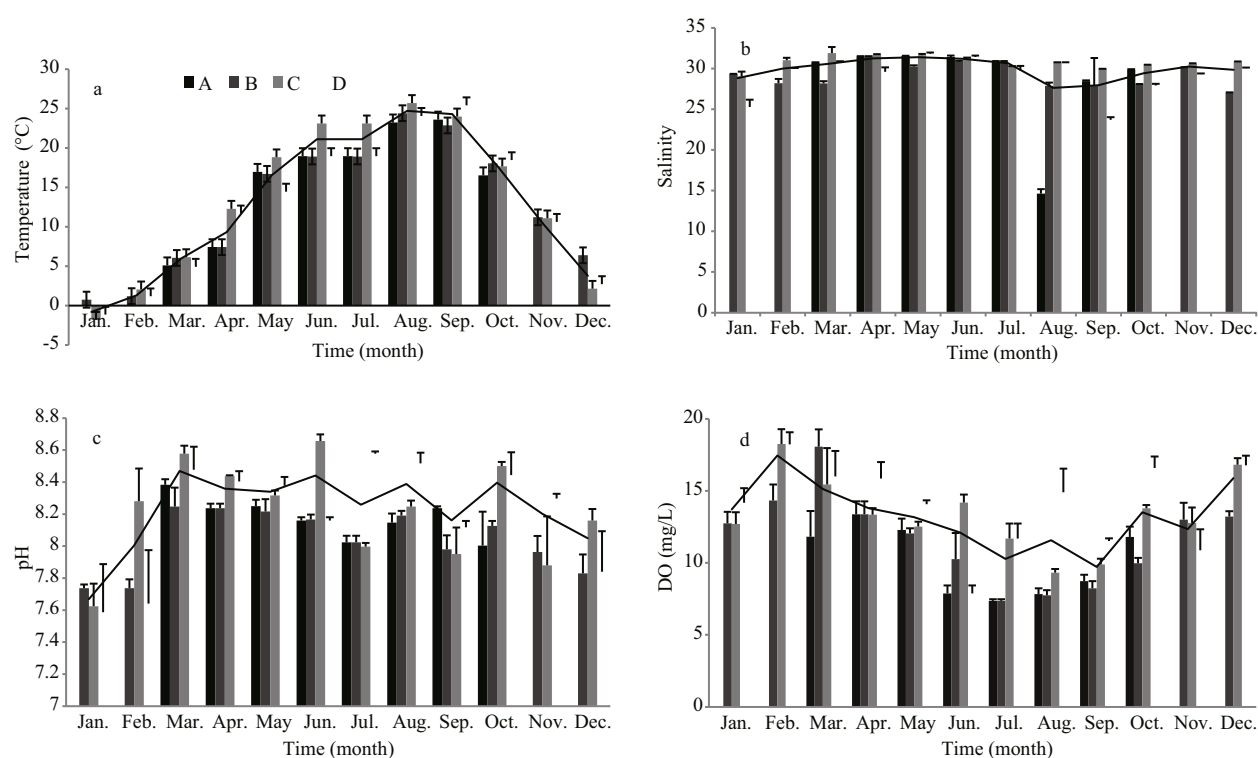 30
25
20
15
10
5
0
-5
Temperature (°C)
a
A B C D
Jan. Feb. Mar. Apr. May Jun. Jul. Aug. Sep. Oct. Nov. Dec.
Time (month)
35
30
25
20
15
10
5
0
Salinity
b
Jan. Feb. Mar. Apr. May Jun. Jul. Aug. Sep. Oct. Nov. Dec.
Time (month)
8.8
8.6
8.4
8.2
8
7.8
7.6
7.4
7.2
7
pH
c
Jan. Feb. Mar. Apr. May Jun. Jul. Aug. Sep. Oct. Nov. Dec.
Time (month)
20
15
10
5
0
DO (mg/L)
d
Jan. Feb. Mar. Apr. May Jun. Jul. Aug. Sep. Oct. Nov. Dec.
Time (month)